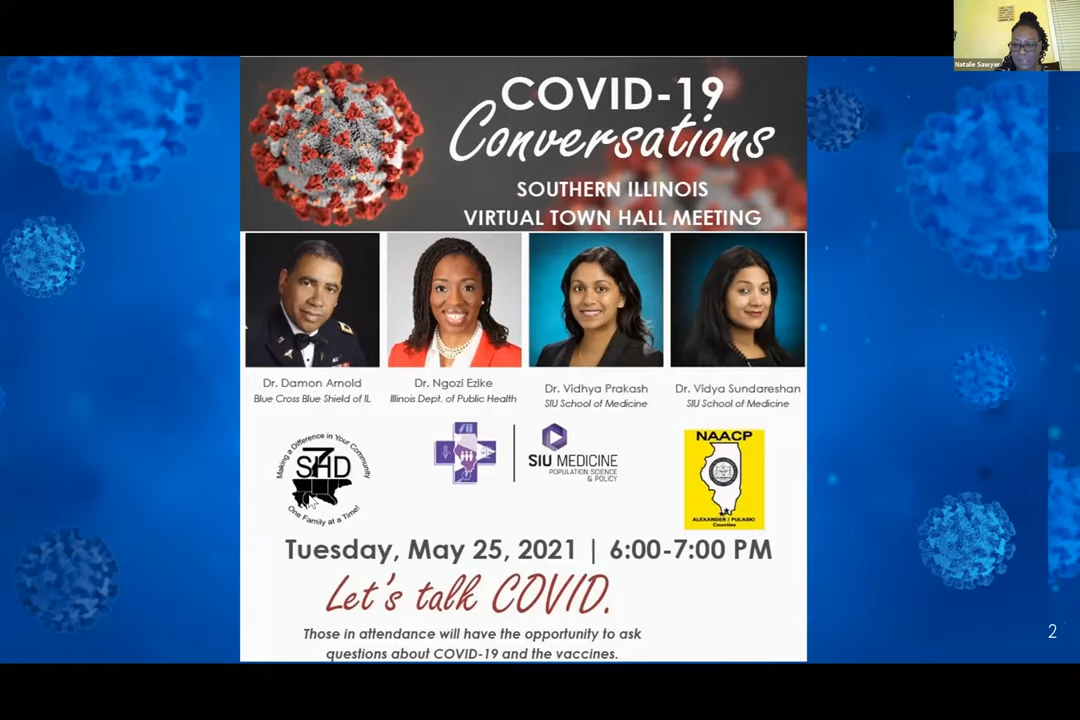 COVID-19
Conversations
SOUTHERN ILLINOIS
VIRTUAL TOWN HALL MEETING
Natalie Sawyer
Dr. Damon Arnold
Blue Cross Blue Shield of IL
Dr. Ngozi Ezike
Illinois Dept. of Public Health
Dr. Vidhya Prakash
SIU School of Medicine
Dr. Vidya Sundareshan
SIU School of Medicine
Making a Difference in Your Community
S7HD
One Family at a Time!
SIU MEDICINE
POPULATION SCIENCE
& POLICY
NAACP
ALEXANDER / PULASKI
Counties
Tuesday, May 25, 2021 | 6:00-7:00 PM
Let's talk COVID.
Those in attendance will have the opportunity to ask
questions about COVID-19 and the vaccines.
2